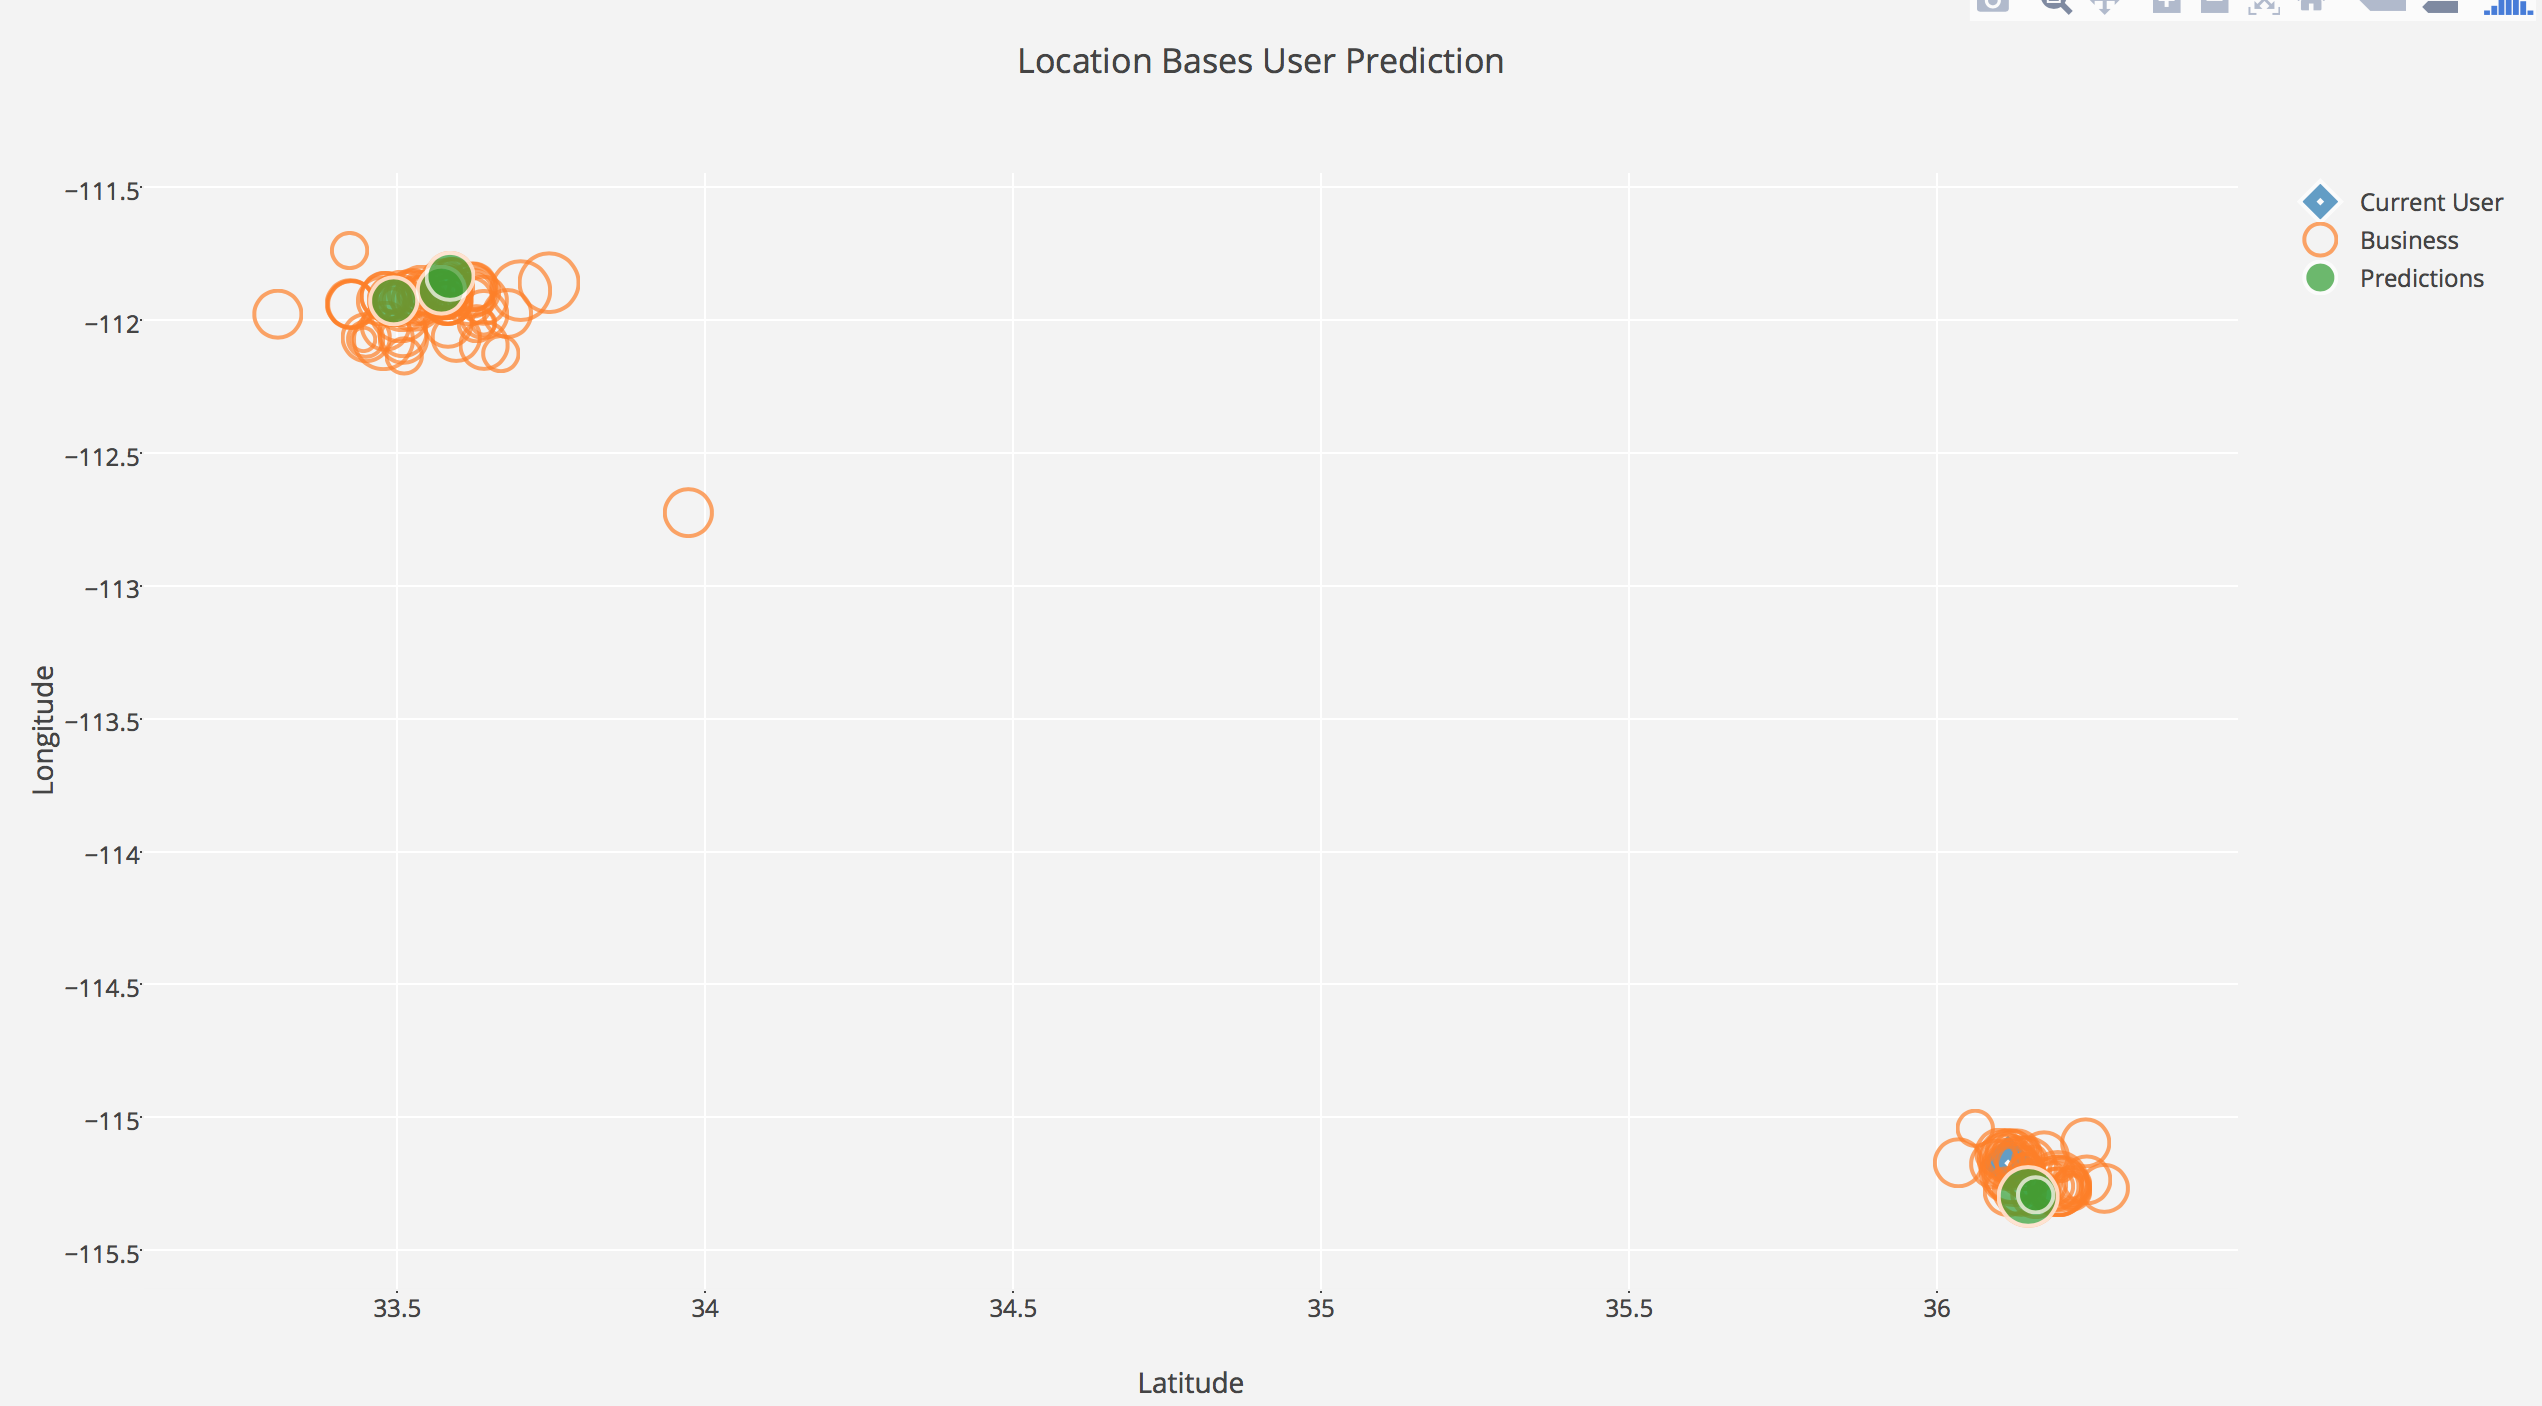 Location Bases User Prediction
Current User
Business
Predictions
−111.5
−112
−112.5
−113
−113.5
−114
−114.5
−115
−115.5
Longitude
33.5
34
34.5
35
35.5
36
Latitude